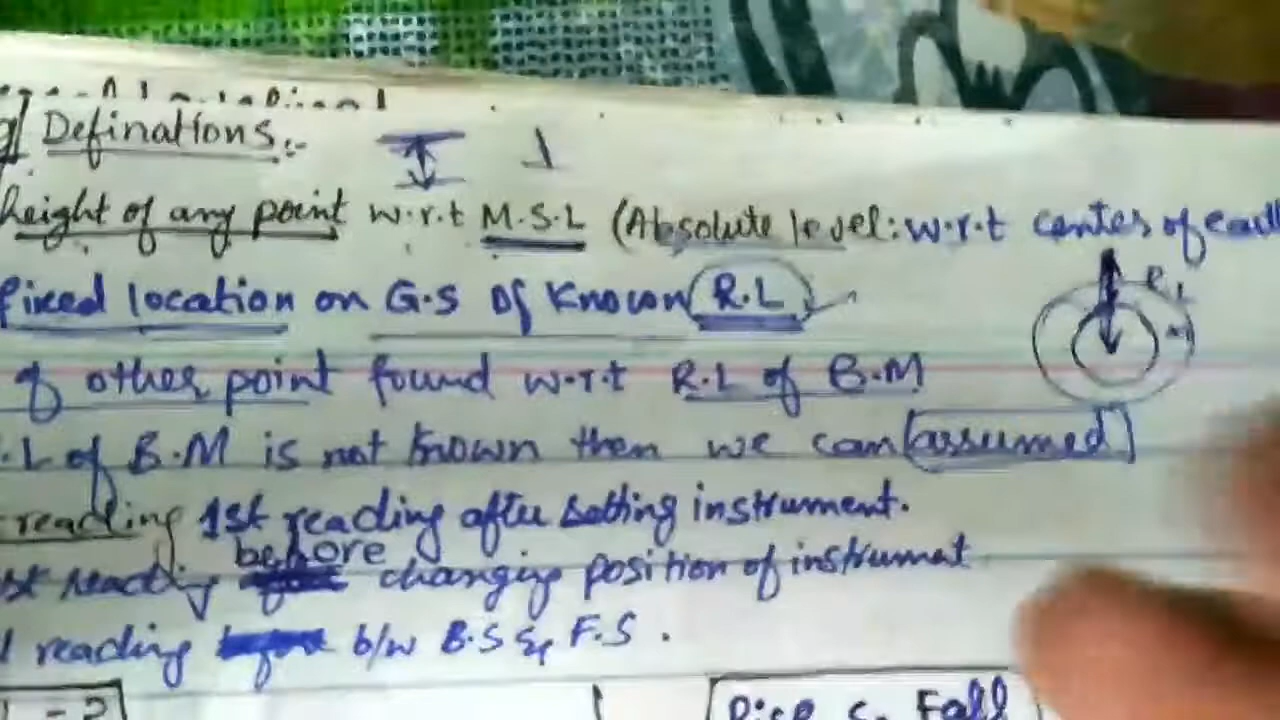 Definations:-
height of any point w.r.t M.S.L (Absolute level: w.r.t center of earth
fixed location on G.S of Known R.L
of other point found w.r.t R.L of B.M
.L of B.M is not known then we can [assumed]
reading 1st reading after setting instrument.
reading before changing position of instrumet
reading b/w B.S & F.S.
Rise & Fall